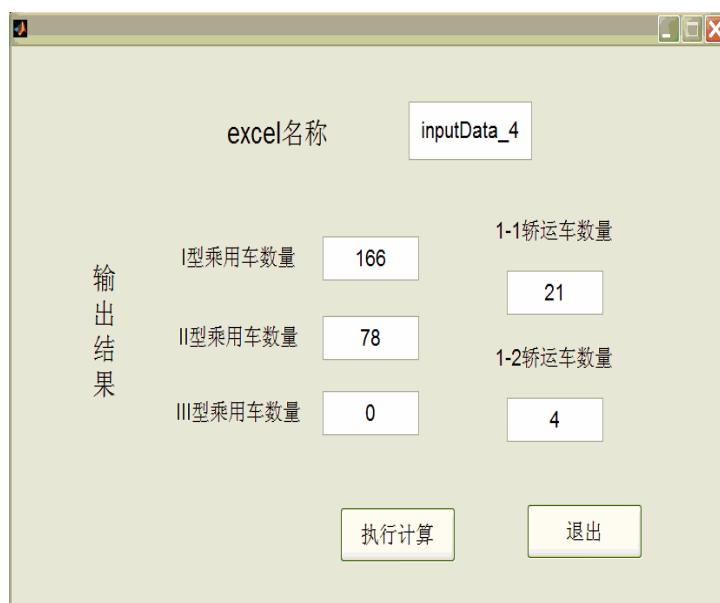 excel名称
inputData_4
输出结果
I型乘用车数量
166
II型乘用车数量
78
III型乘用车数量
0
1-1轿运车数量
21
1-2轿运车数量
4
执行计算
退出